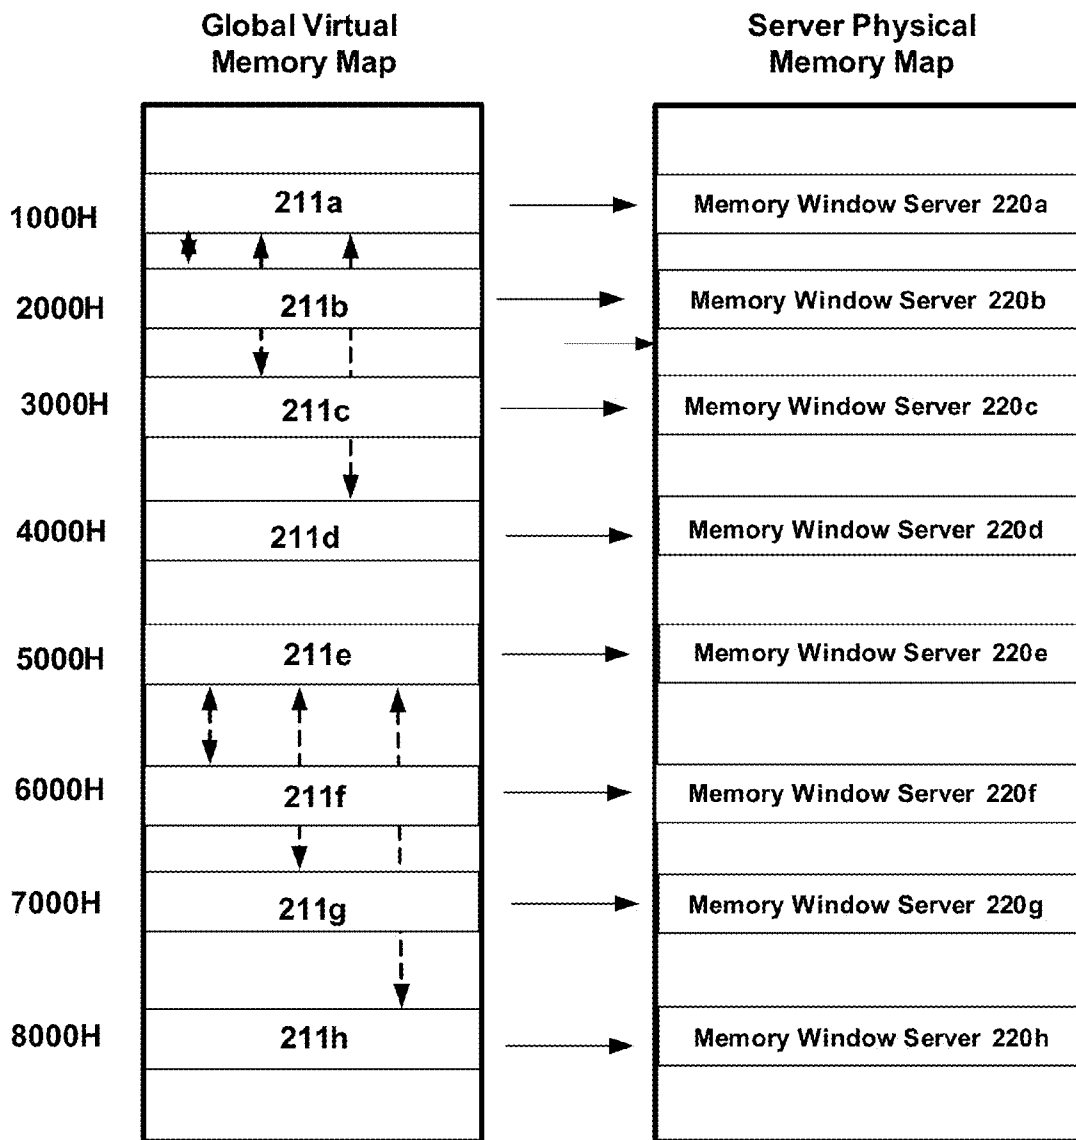 Global Virtual
Memory Map
Server Physical
Memory Map
1000H
211a
Memory Window Server 220a
2000H
211b
Memory Window Server 220b
3000H
211c
Memory Window Server 220c
4000H
211d
Memory Window Server 220d
5000H
211e
Memory Window Server 220e
6000H
211f
Memory Window Server 220f
7000H
211g
Memory Window Server 220g
8000H
211h
Memory Window Server 220h